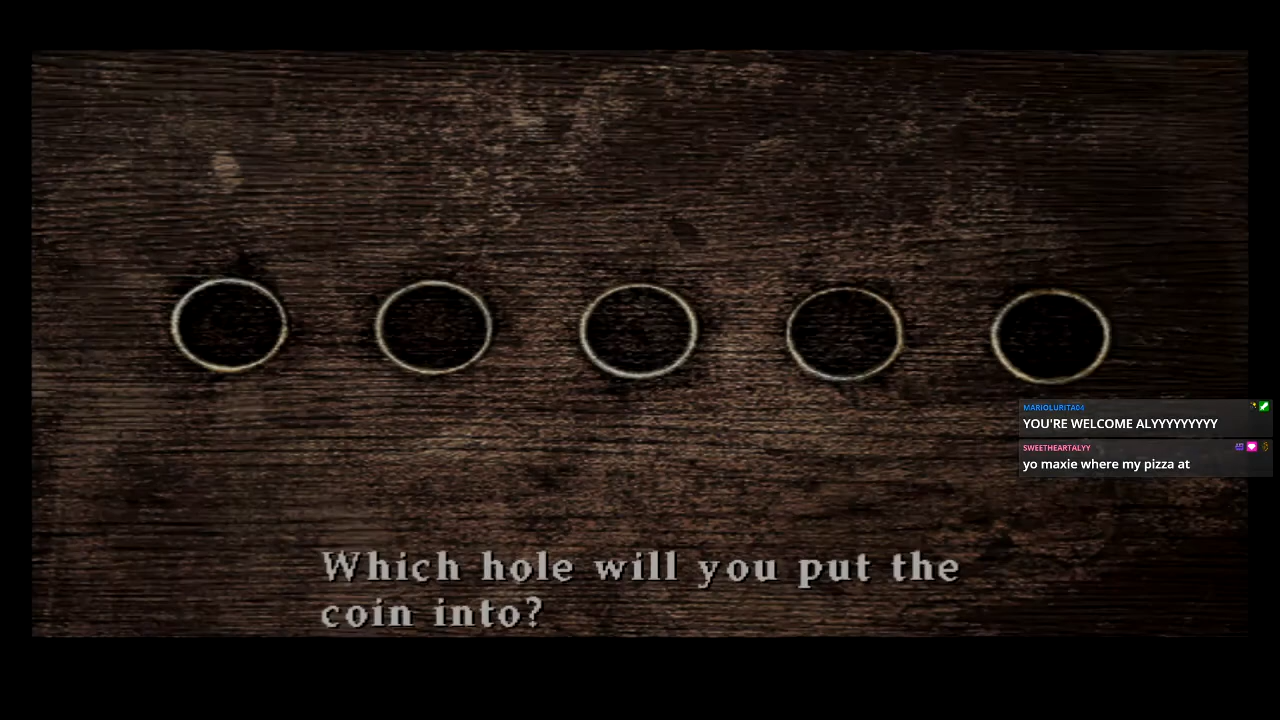 MARIOLURITA04
YOU'RE WELCOME ALYYYYYYYYY
SWEETHEARTALYY
yo maxie where my pizza at
Which hole will you put the
coin into?